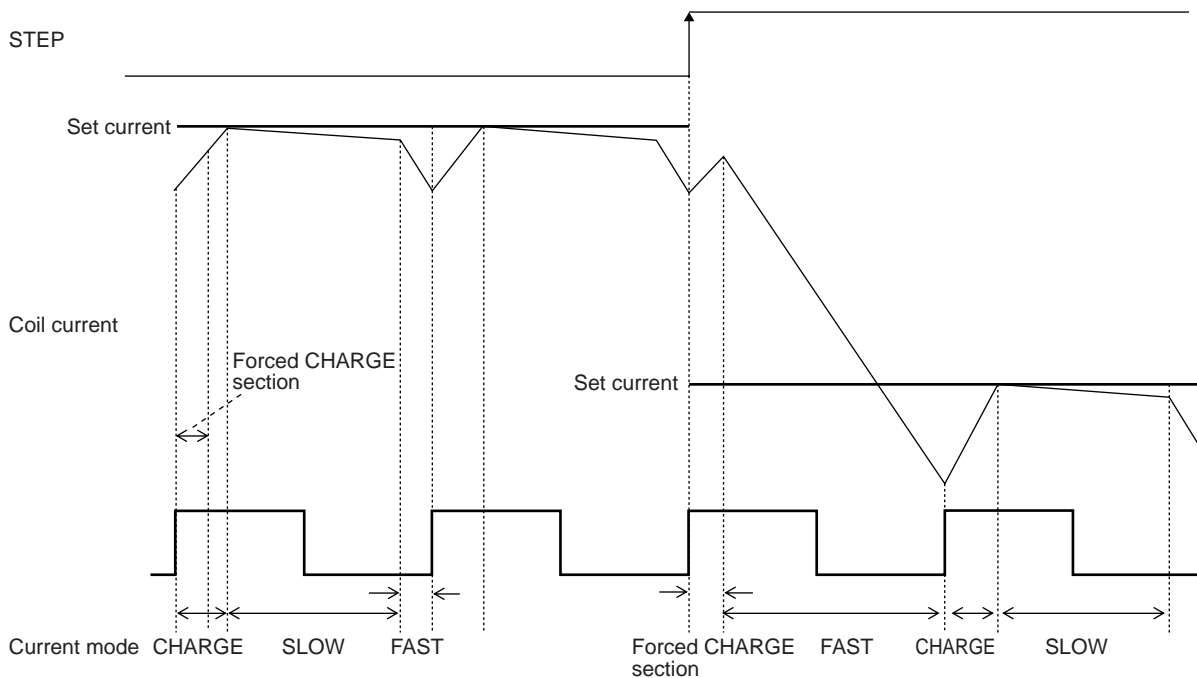 STEP
Set current
Coil current
Forced CHARGE
section
Set current
Current mode CHARGE SLOW FAST Forced CHARGE FAST CHARGE SLOW
section